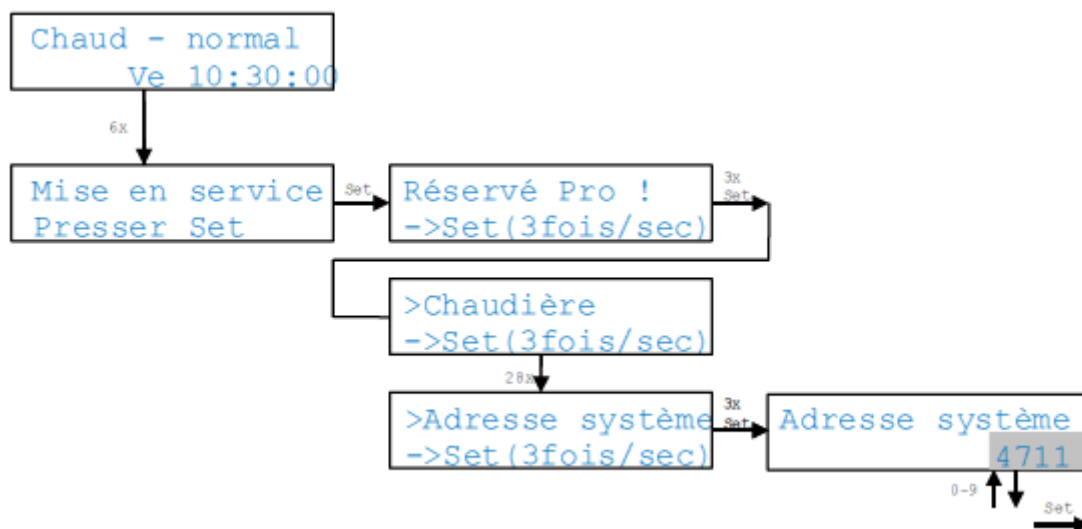 Chaud - normal
Ve 10:30:00
6x
Mise en service
Presser Set
Set
Réservé Pro !
->Set(3fois/sec)
3x
Set
>Chaudière
->Set(3fois/sec)
28x
>Adresse système
->Set(3fois/sec)
3x
Set
Adresse système
4711
0-9
Set